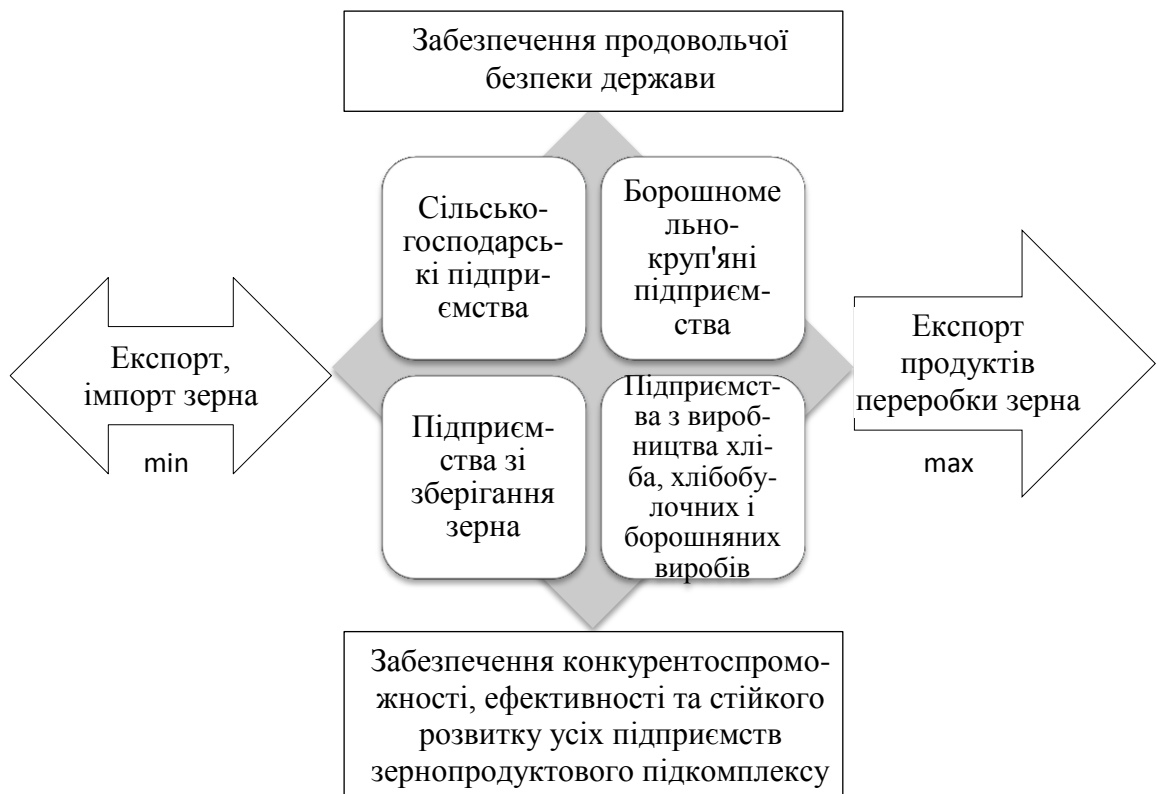 Забезпечення продовольчої
безпеки держави
Сільсько-
господарсь-
кі підпри-
ємства
Борошноме
льно-
круп'яні
підприєм-
ства
Експорт,
імпорт зерна
min
Експорт
продуктів
переробки зерна
max
Підприєм-
ства зі
зберігання
зерна
Підприємст-
ва з вироб-
ництва хлі-
ба, хлібобу-
лочних і
борошняних
виробів
Забезпечення конкурентоспромо-
жності, ефективності та стійкого
розвитку усіх підприємств
зернопродуктового підкомплексу